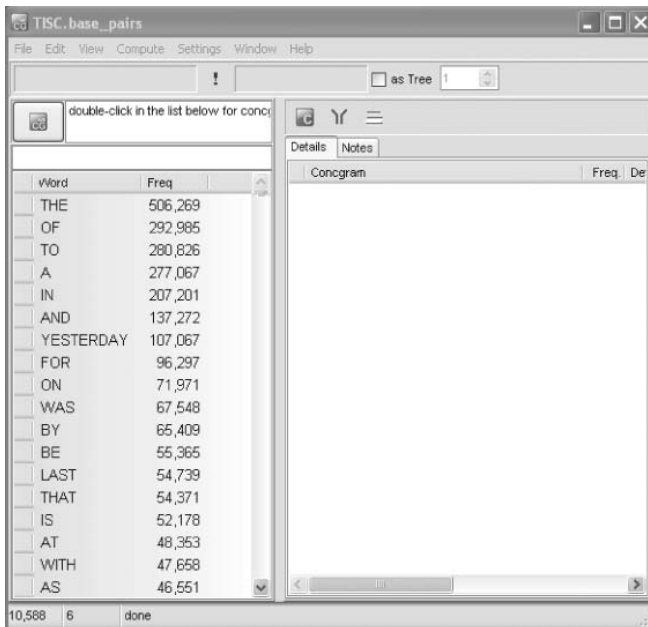 TISC.base_pairs
File Edit View Compute Settings Window Help
! as Tree 1
CG double-click in the list below for concg
C
Details Notes
Word Freq
Concgram Freq. De
THE 506,269
OF 292,985
TO 280,826
A 277,067
IN 207,201
AND 137,272
YESTERDAY 107,067
FOR 96,297
ON 71,971
WAS 67,548
BY 65,409
BE 55,365
LAST 54,739
THAT 54,371
IS 52,178
AT 48,353
WITH 47,658
AS 46,551
10,588 6 done